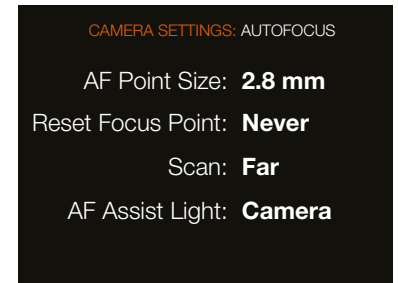 CAMERA SETTINGS: AUTOFOCUS
AF Point Size: 2.8 mm
Reset Focus Point: Never
Scan: Far
AF Assist Light: Camera